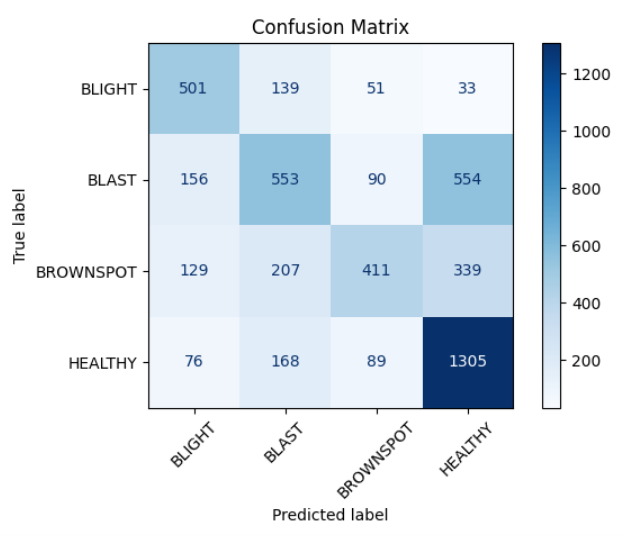 Confusion Matrix
True label
BLIGHT 501 139 51 33
BLAST 156 553 90 554
BROWNSPOT 129 207 411 339
HEALTHY 76 168 89 1305
BLIGHT BLAST BROWNSPOT HEALTHY
Predicted label
1200
1000
800
600
400
200